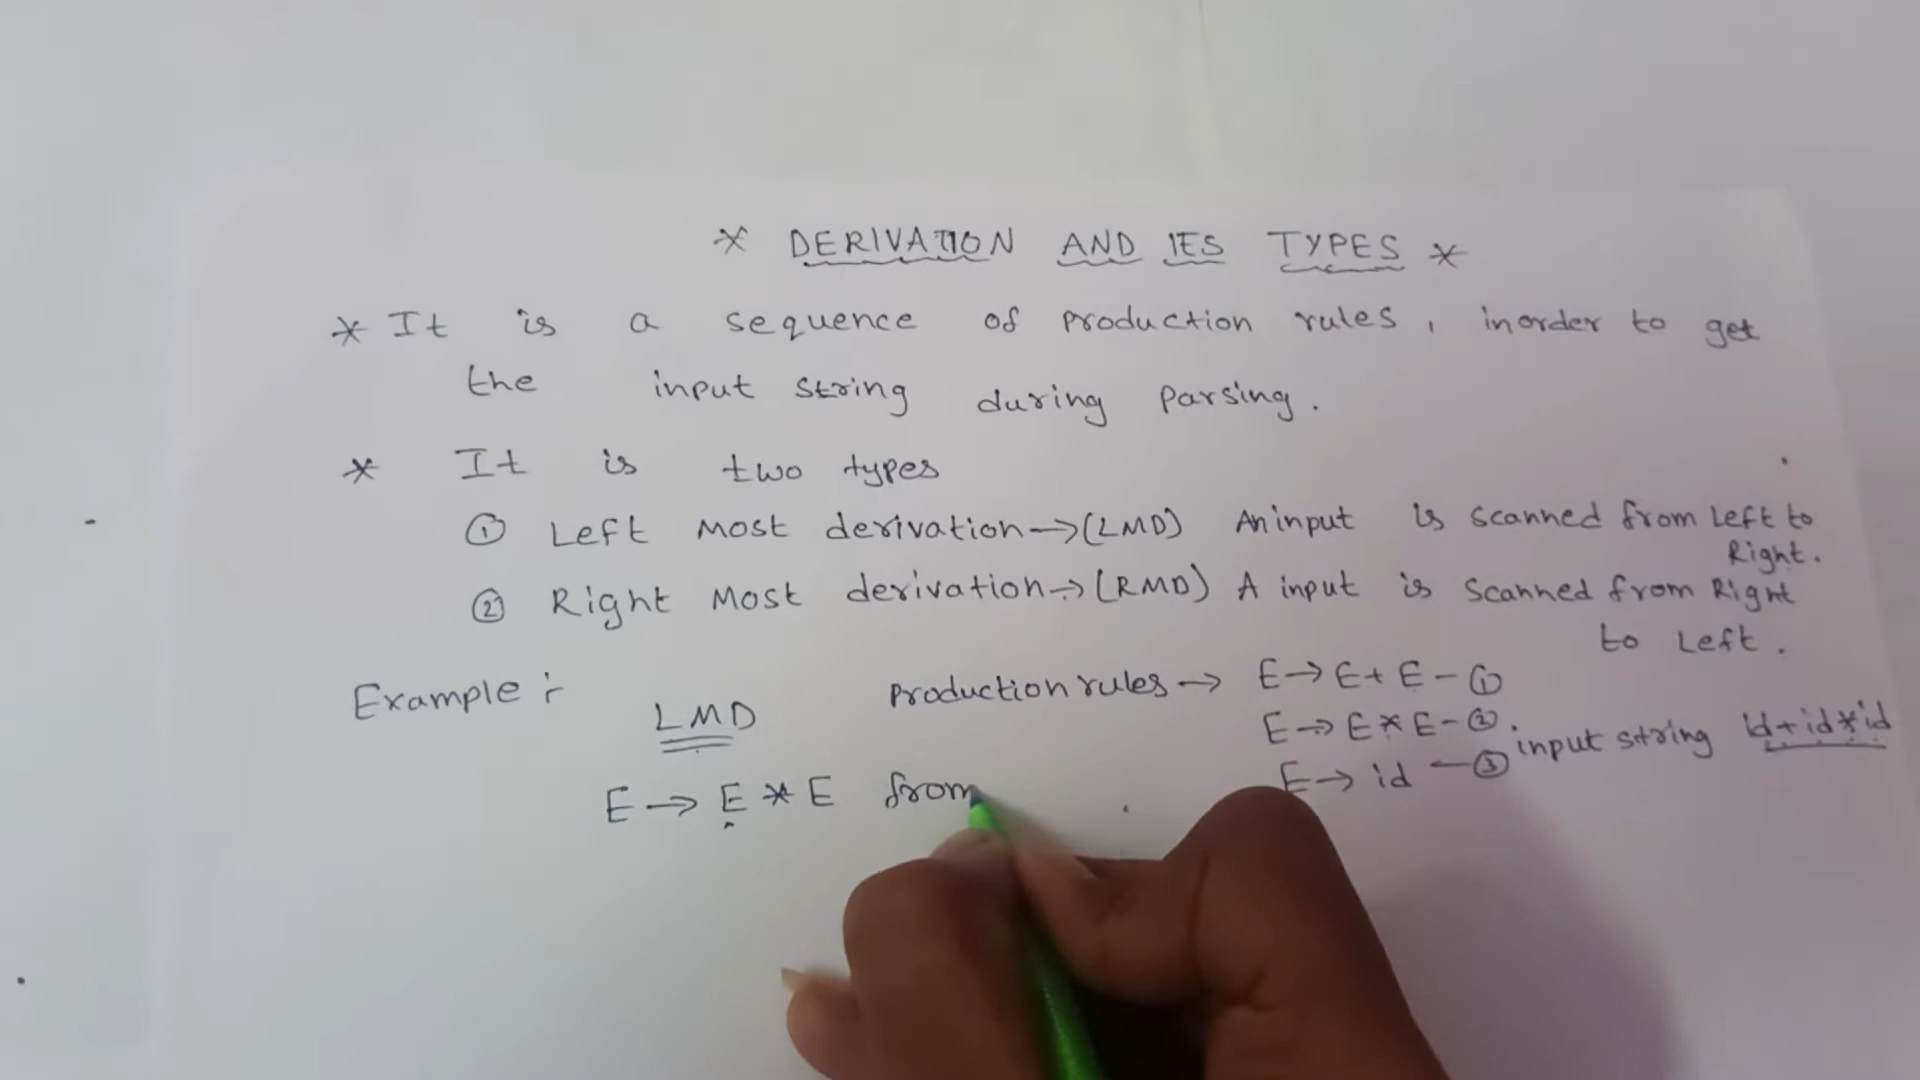 * DERIVATION AND ITS TYPES *
* It is a sequence of production rules, inorder to get
the input string during parsing.
* It is two types
① Left Most derivation→(LMD) An input is scanned from Left to
Right.
② Right Most derivation→(RMD) A input is scanned from Right
to Left.
Example :-
LMD
Production rules → E→E+E-①
E→E*E-②.
E→id-③
input string id+id*id
E→E*E from